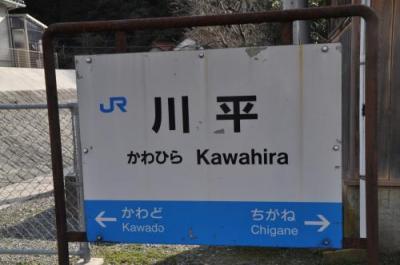 JR 川平
かわひら Kawahira
← かわど ちがね →
Kawado Chigane